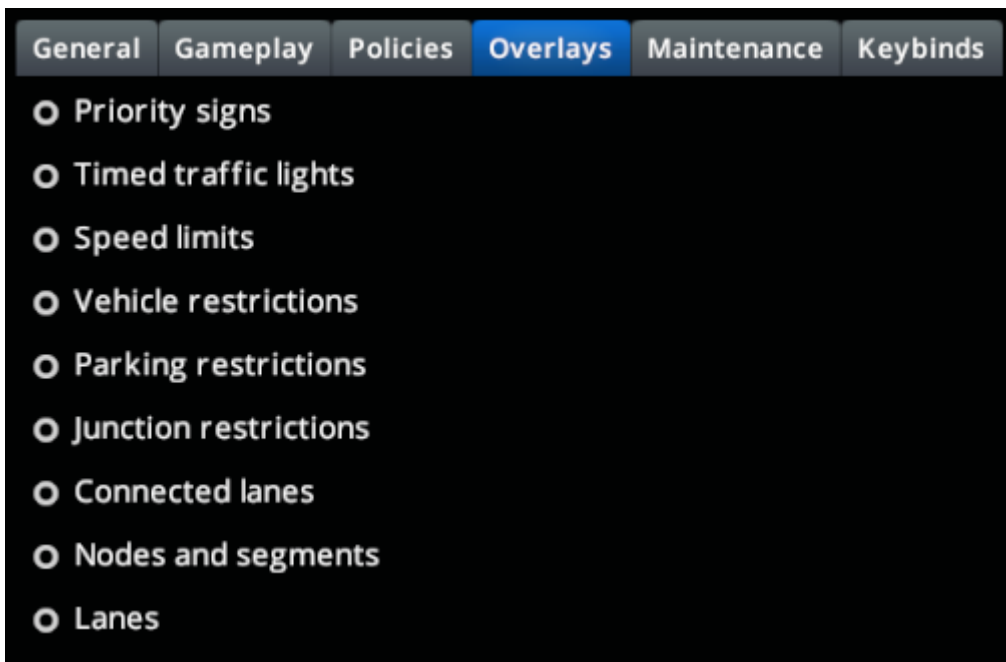 General Gameplay Policies Overlays Maintenance Keybinds
Priority signs
Timed traffic lights
Speed limits
Vehicle restrictions
Parking restrictions
Junction restrictions
Connected lanes
Nodes and segments
Lanes